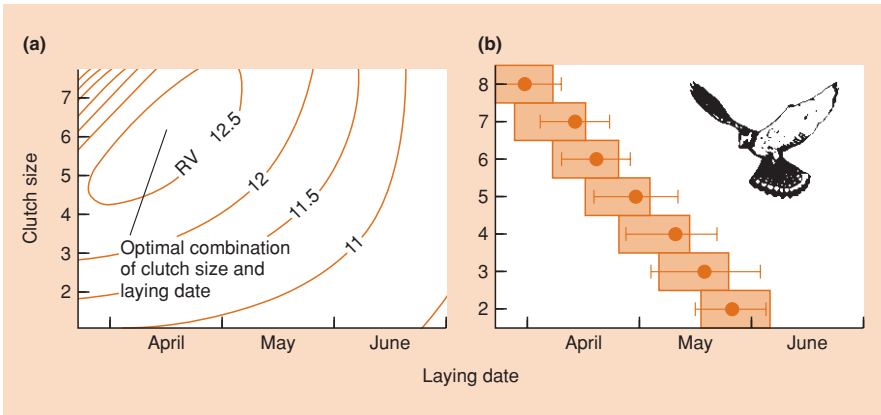 (a)
7
6
5
4
3
2
Clutch size
RV 12.5
12
11.5
11
Optimal combination
of clutch size and
laying date
April May June
(b)
8
7
6
5
4
3
2
April May June
Laying date